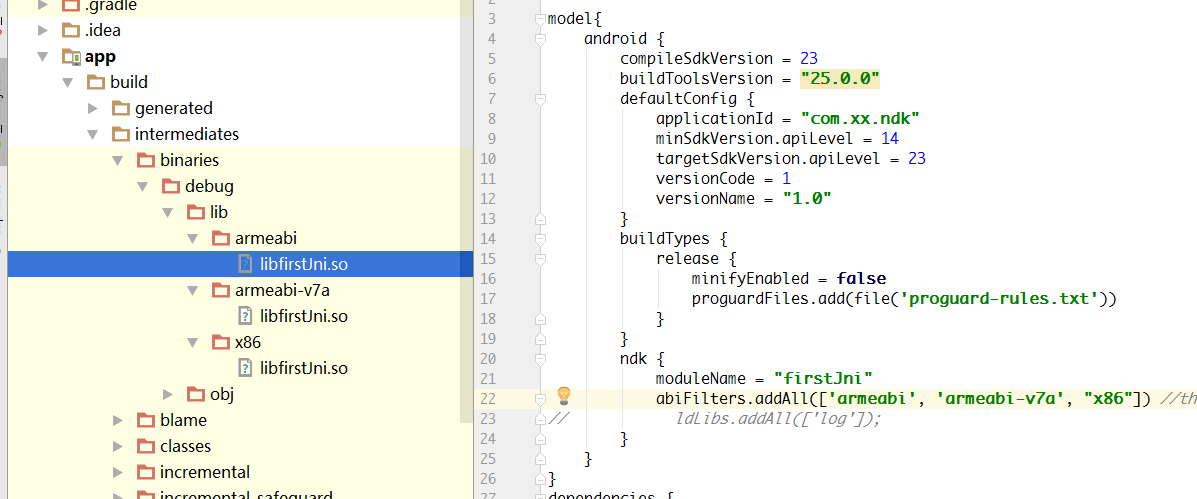 .gradle
.idea
app
build
generated
intermediates
binaries
debug
lib
armeabi
libfirstJni.so
armeabi-v7a
libfirstJni.so
x86
libfirstJni.so
obj
blame
classes
incremental
incremental-safeguard
2
3 model{
4 android {
5 compileSdkVersion = 23
6 buildToolsVersion = "25.0.0"
7 defaultConfig {
8 applicationId = "com.xx.ndk"
9 minSdkVersion.apiLevel = 14
10 targetSdkVersion.apiLevel = 23
11 versionCode = 1
12 versionName = "1.0"
13 }
14 buildTypes {
15 release {
16 minifyEnabled = false
17 proguardFiles.add(file('proguard-rules.txt'))
18 }
19 }
20 ndk {
21 moduleName = "firstJni"
22 abiFilters.addAll(['armeabi', 'armeabi-v7a', "x86"]) //th
23 // ldLibs.addAll(['log']);
24 }
25 }
26 }
27 dependencies {